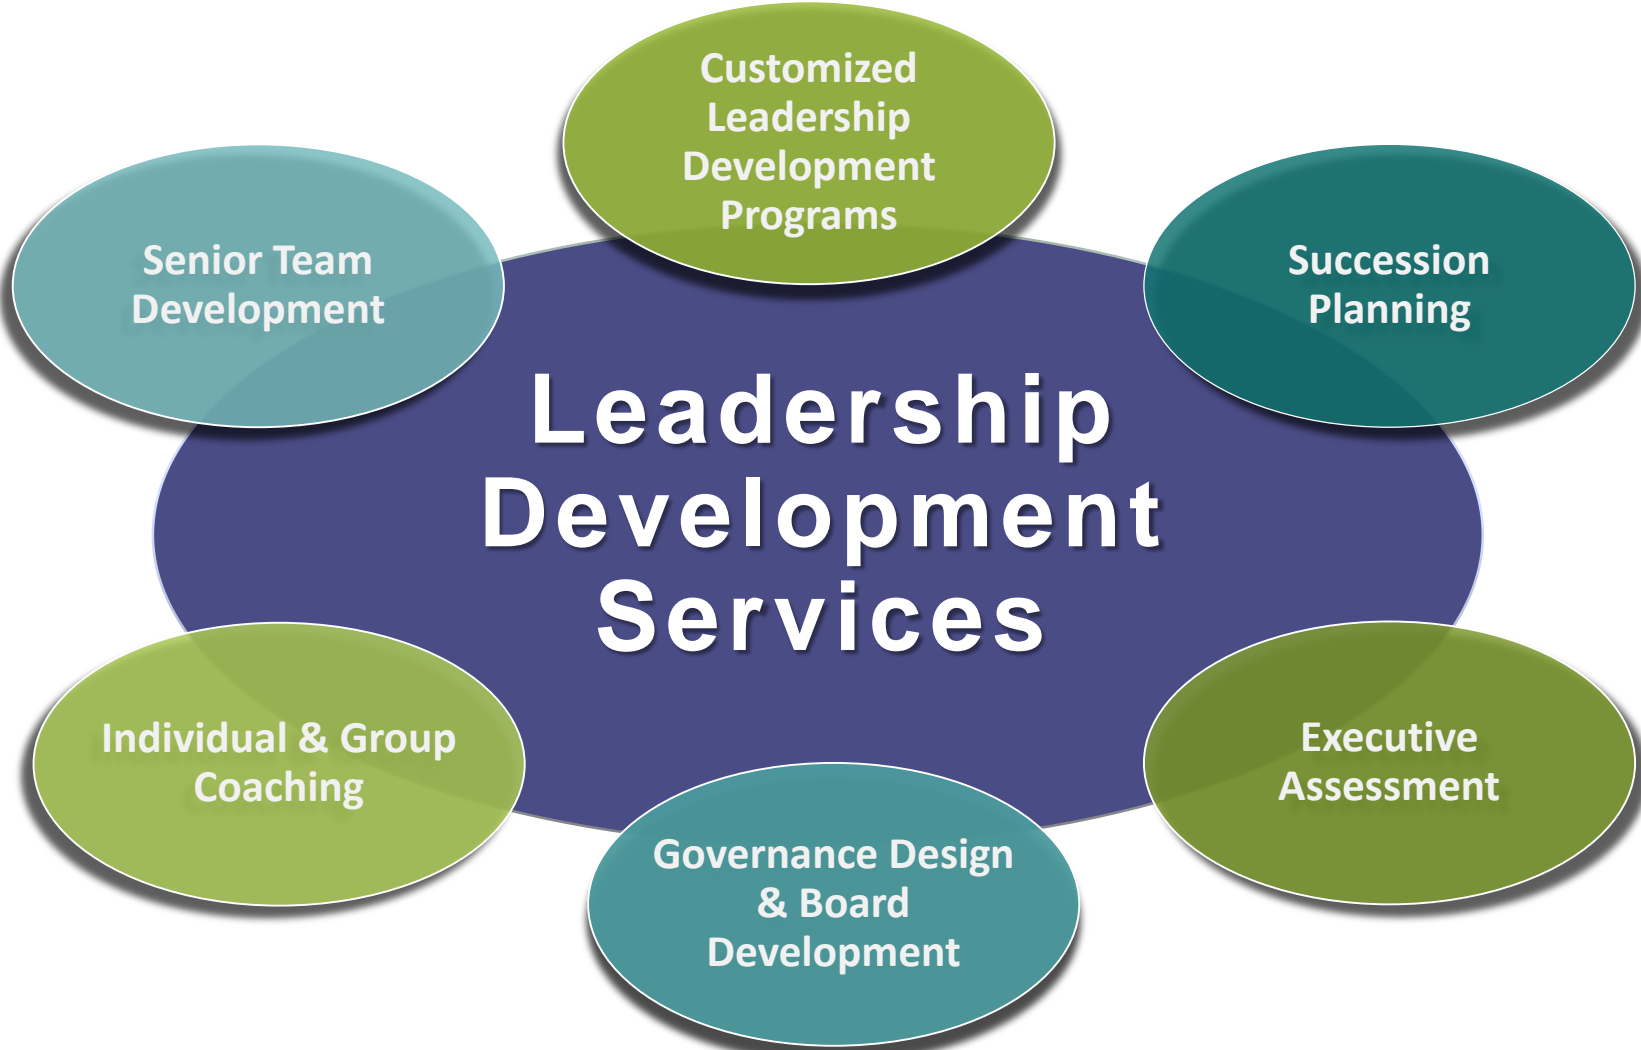 Customized
Leadership
Development
Programs
Senior Team
Development
Succession
Planning
Leadership
Development
Services
Individual & Group
Coaching
Executive
Assessment
Governance Design
& Board
Development